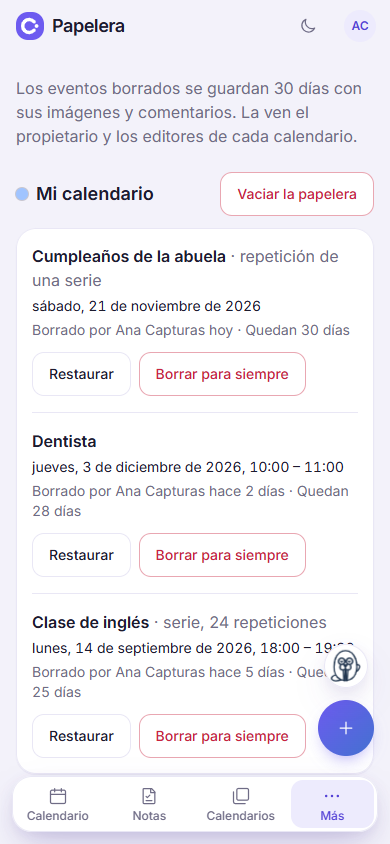 Papelera
AC
Los eventos borrados se guardan 30 días con
sus imágenes y comentarios. La ven el
propietario y los editores de cada calendario.
Mi calendario
Vaciar la papelera
Cumpleaños de la abuela · repetición de
una serie
sábado, 21 de noviembre de 2026
Borrado por Ana Capturas hoy · Quedan 30 días
Restaurar
Borrar para siempre
Dentista
jueves, 3 de diciembre de 2026, 10:00 – 11:00
Borrado por Ana Capturas hace 2 días · Quedan
28 días
Restaurar
Borrar para siempre
Clase de inglés · serie, 24 repeticiones
lunes, 14 de septiembre de 2026, 18:00 –
Borrado por Ana Capturas hace 5 días ·
25 días
Restaurar
Borrar para siempre
Calendario
Notas
Calendarios
Más